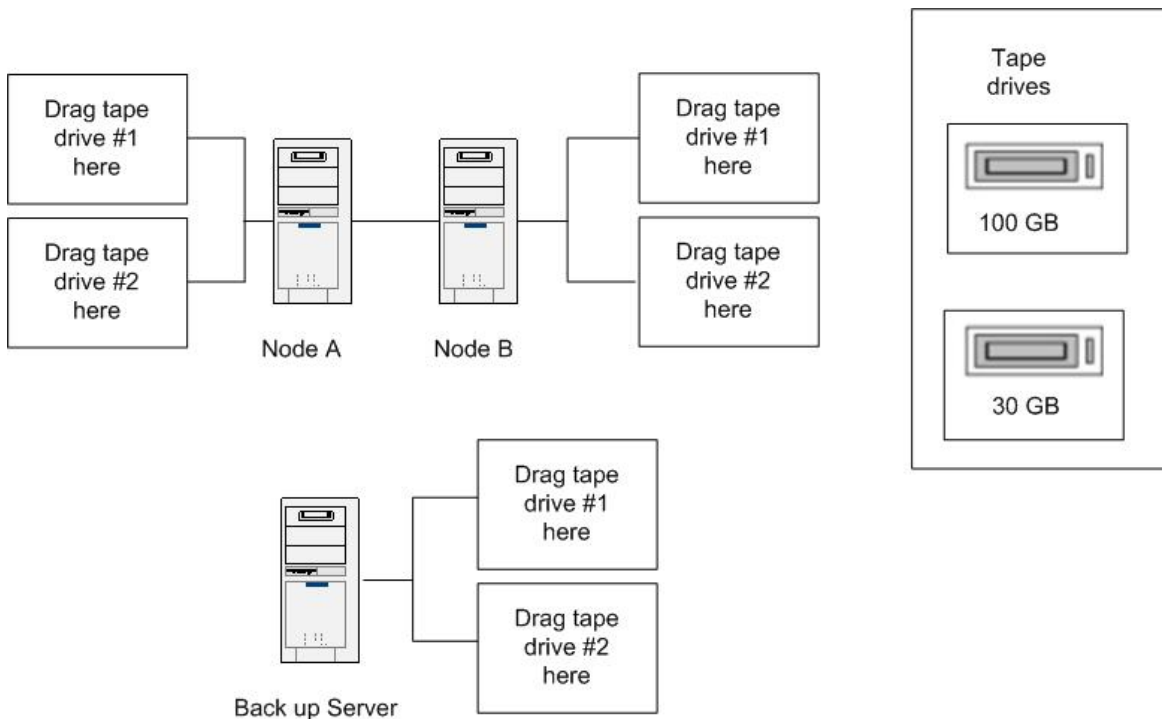 Drag tape
drive #1
here
Drag tape
drive #2
here
Node A
Node B
Drag tape
drive #1
here
Drag tape
drive #2
here
Tape
drives
100 GB
30 GB
Drag tape
drive #1
here
Drag tape
drive #2
here
Back up Server